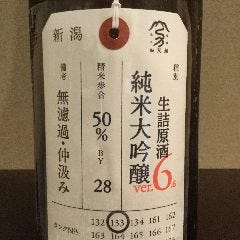 新潟
種別
生詰原酒
純米大吟醸
ver.6.6
精米歩合
50%
BY
28
備考
無濾過・仲汲み
タンクNo.
132 133 134 161 162
163 164 165 166 167